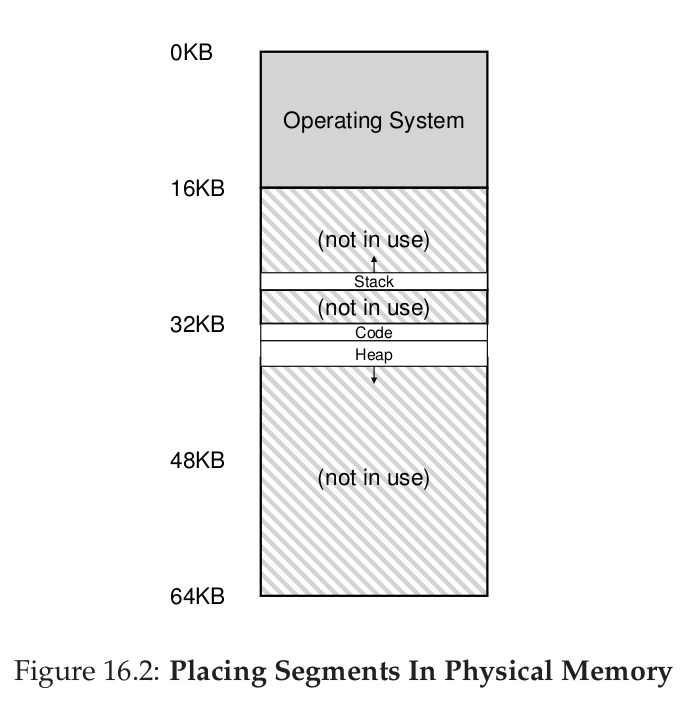 0KB
Operating System
16KB
(not in use)
Stack
(not in use)
32KB
Code
Heap
48KB
(not in use)
64KB
Figure 16.2: Placing Segments In Physical Memory